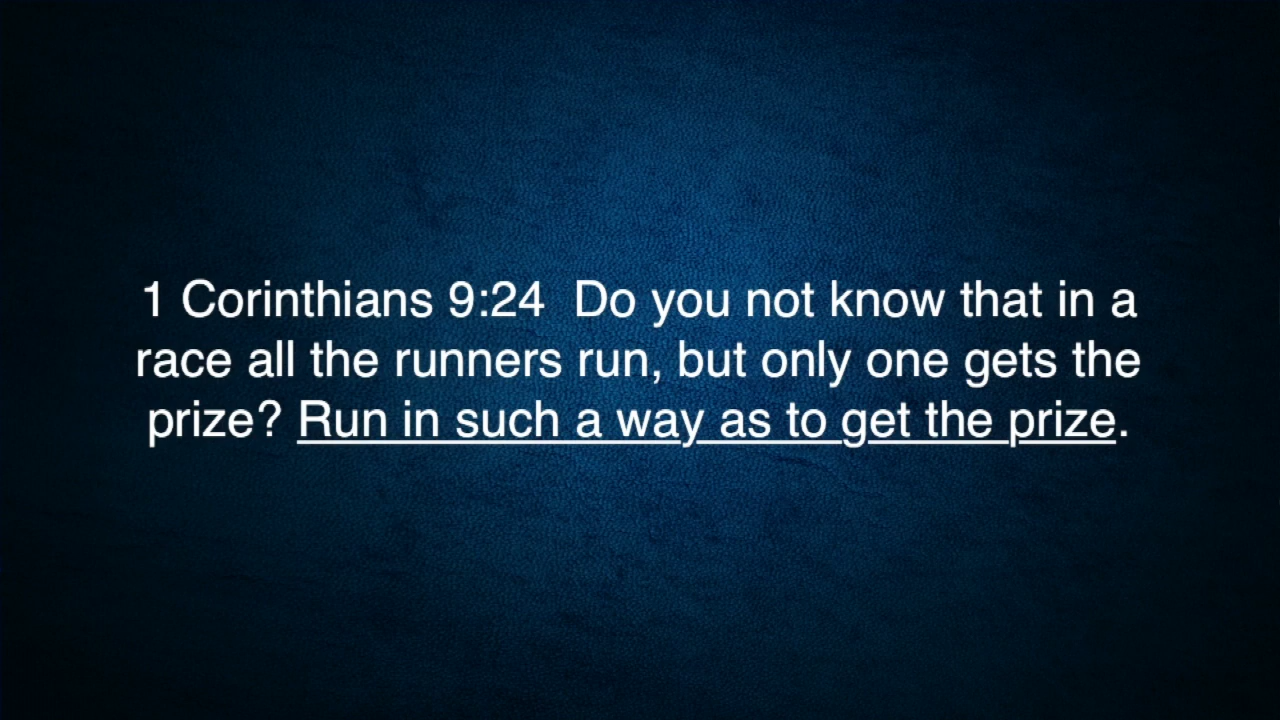 1 Corinthians 9:24  Do you not know that in a
race all the runners run, but only one gets the
prize? Run in such a way as to get the prize.